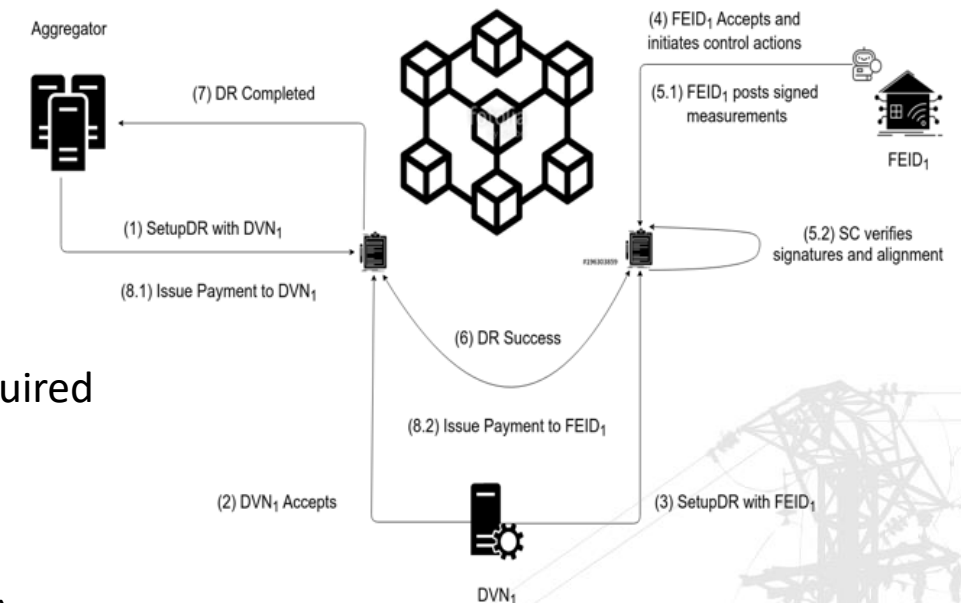 Aggregator
(7) DR Completed
(4) FEID₁ Accepts and
initiates control actions
(5.1) FEID₁ posts signed
measurements
FEID₁
(1) SetupDR with DVN₁
(5.2) SC verifies
signatures and alignment
#196303859
(8.1) Issue Payment to DVN₁
(6) DR Success
uired
(8.2) Issue Payment to FEID₁
(2) DVN₁ Accepts
(3) SetupDR with FEID₁
DVN₁